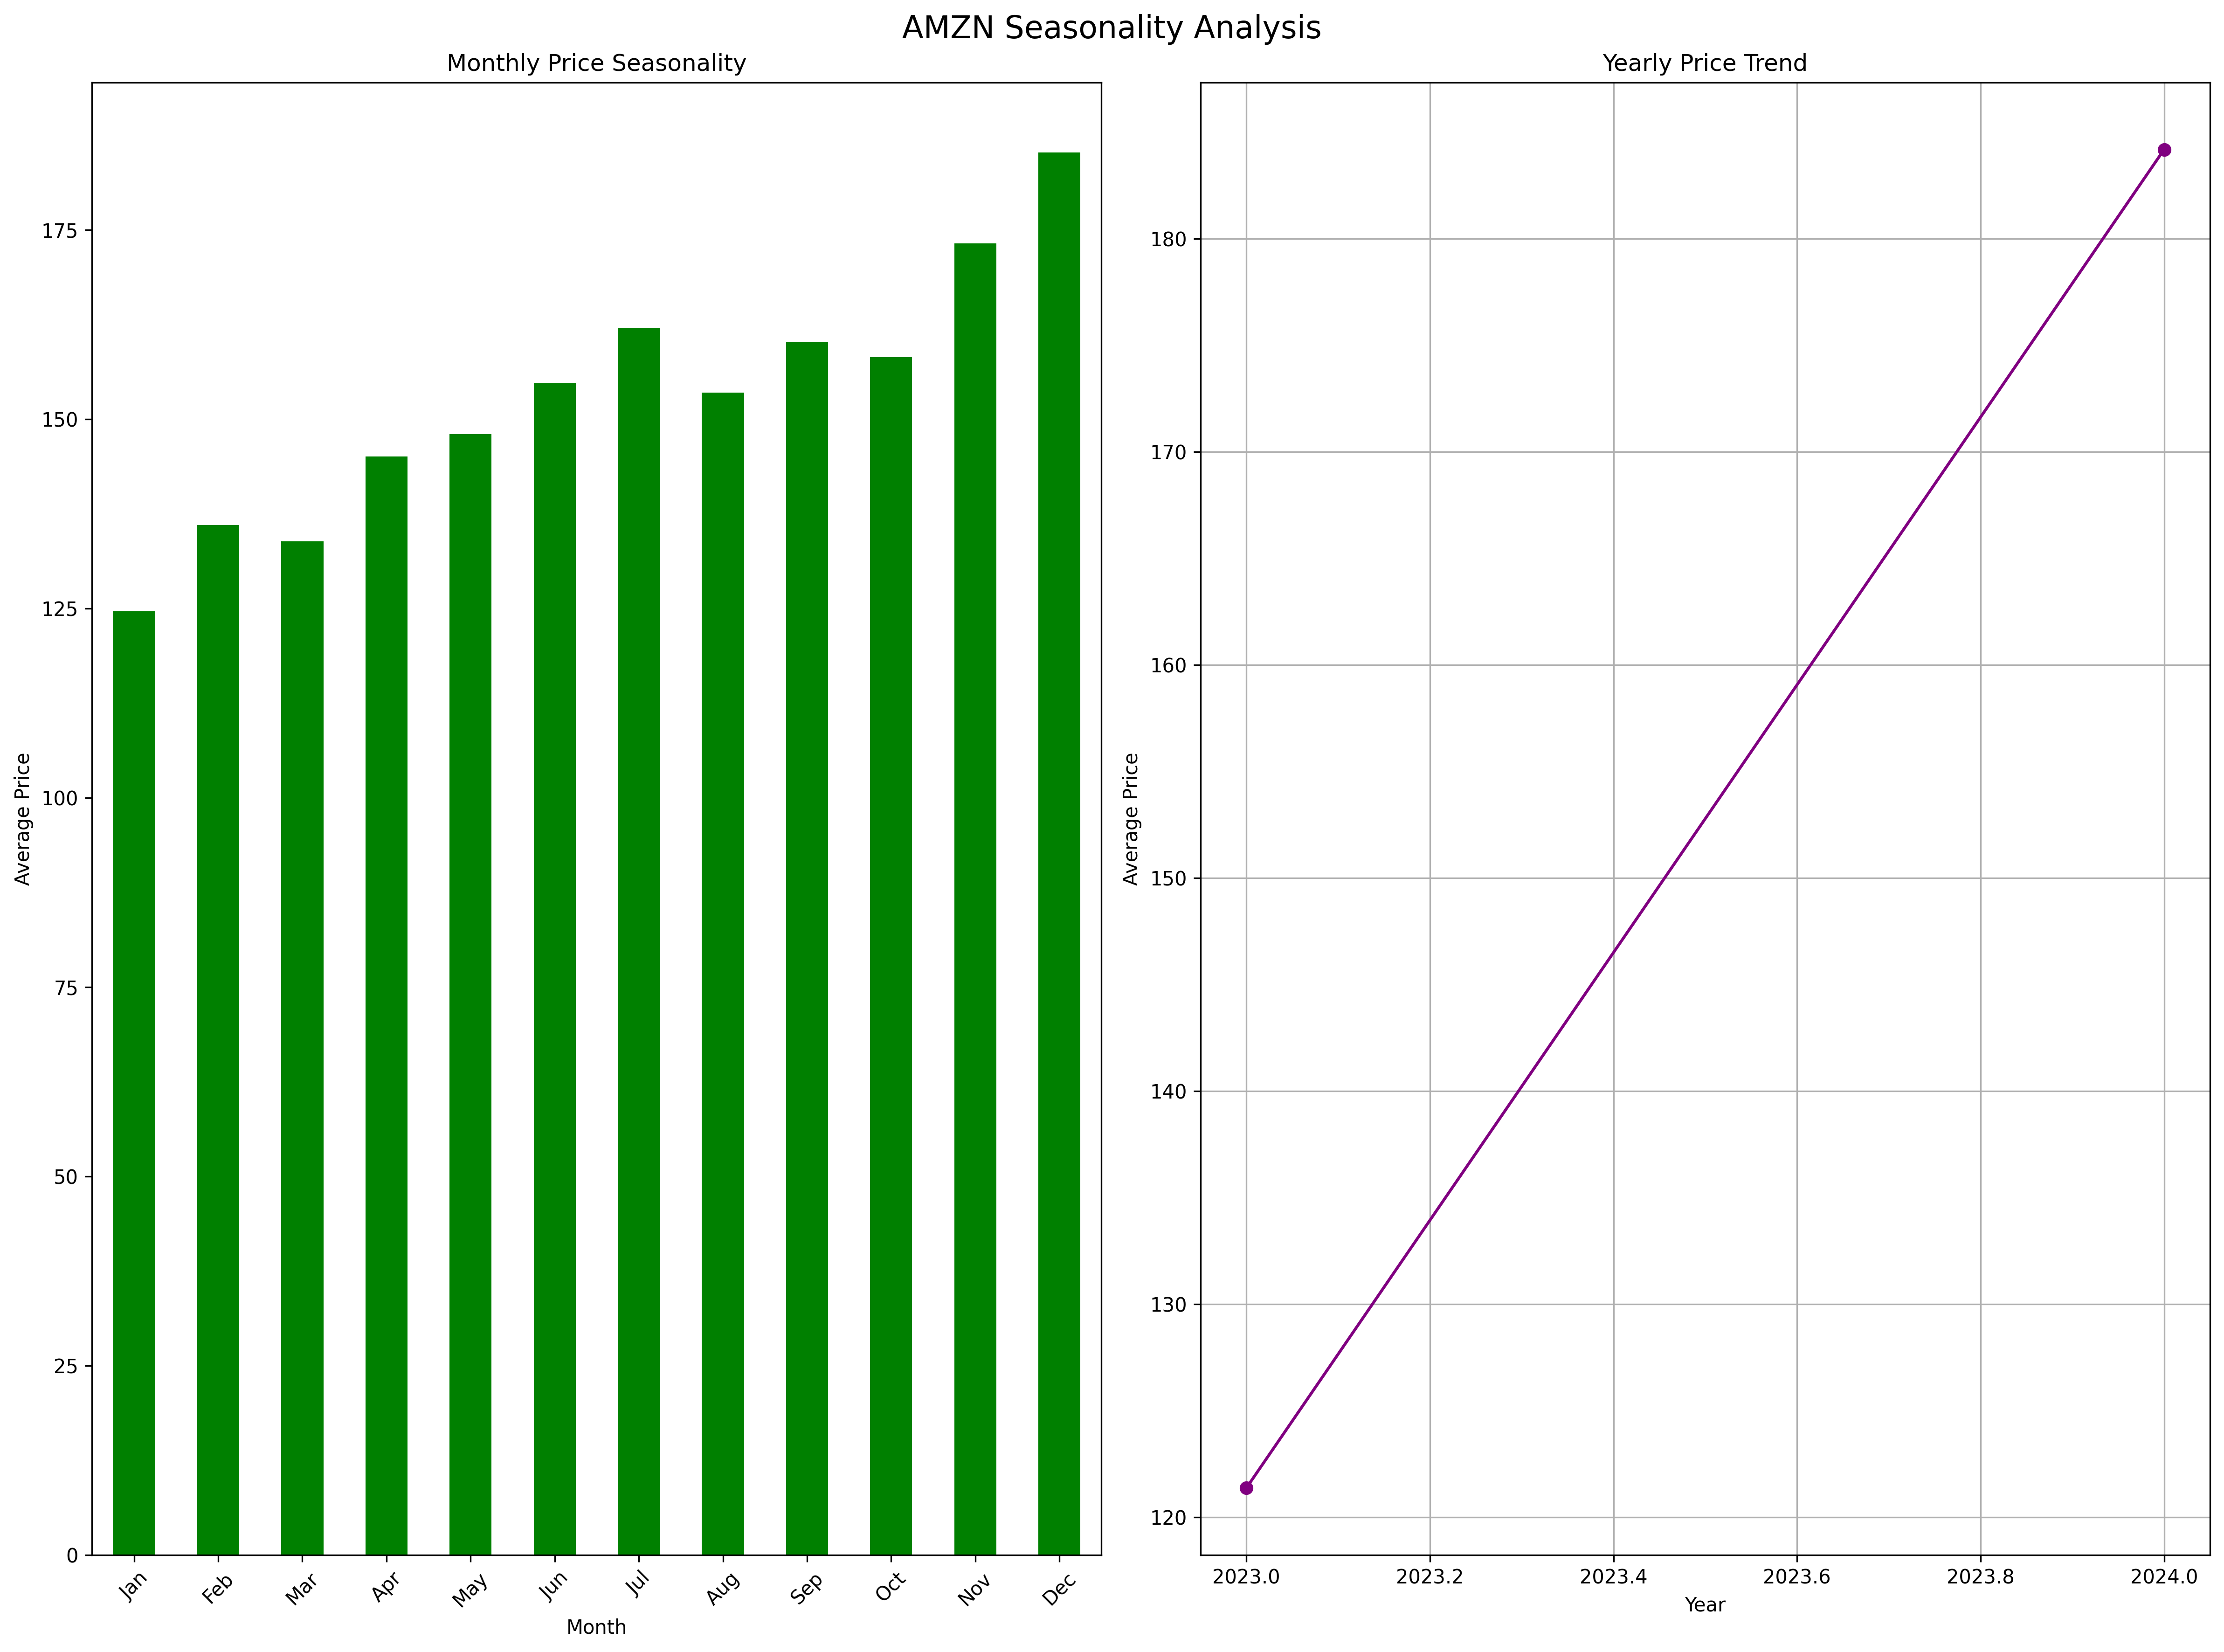 AMZN Seasonality Analysis
Monthly Price Seasonality
Average Price
175
150
125
100
75
50
25
0
Jan
Feb
Mar
Apr
May
Jun
Jul
Aug
Sep
Oct
Nov
Dec
Month
Yearly Price Trend
Average Price
180
170
160
150
140
130
120
2023.0
2023.2
2023.4
2023.6
2023.8
2024.0
Year